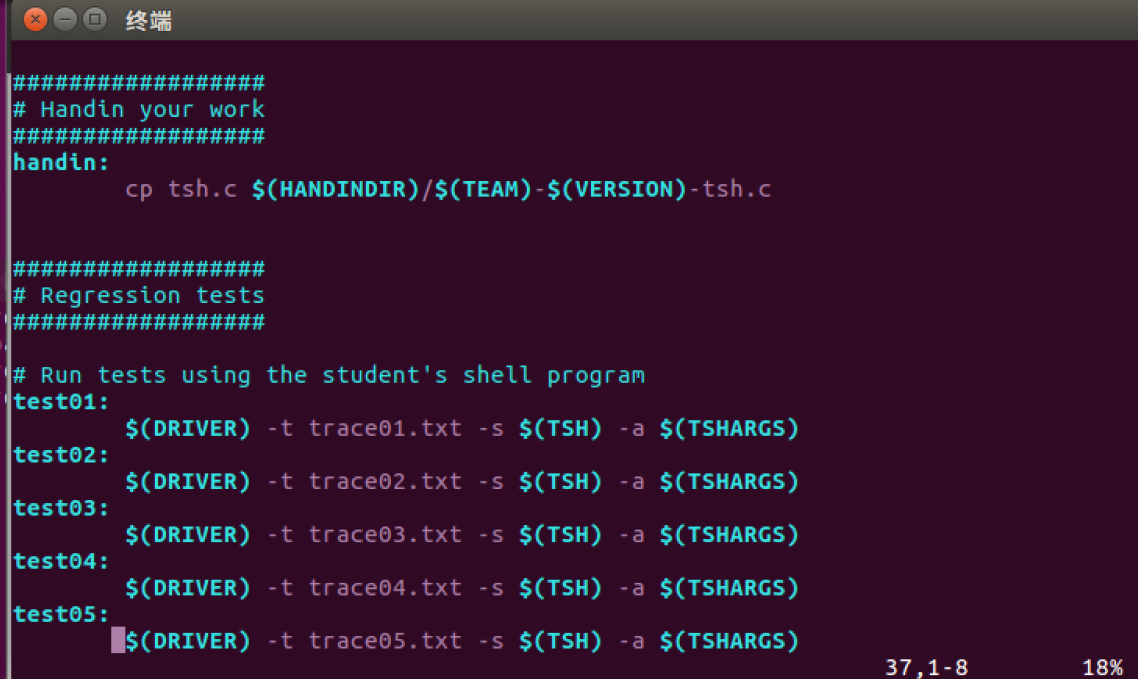 终端
##################
# Handin your work
##################
handin:
        cp tsh.c $(HANDINDIR)/$(TEAM)-$(VERSION)-tsh.c
##################
# Regression tests
##################
# Run tests using the student's shell program
test01:
        $(DRIVER) -t trace01.txt -s $(TSH) -a $(TSHARGS)
test02:
        $(DRIVER) -t trace02.txt -s $(TSH) -a $(TSHARGS)
test03:
        $(DRIVER) -t trace03.txt -s $(TSH) -a $(TSHARGS)
test04:
        $(DRIVER) -t trace04.txt -s $(TSH) -a $(TSHARGS)
test05:
        $(DRIVER) -t trace05.txt -s $(TSH) -a $(TSHARGS)
37,1-8 18%